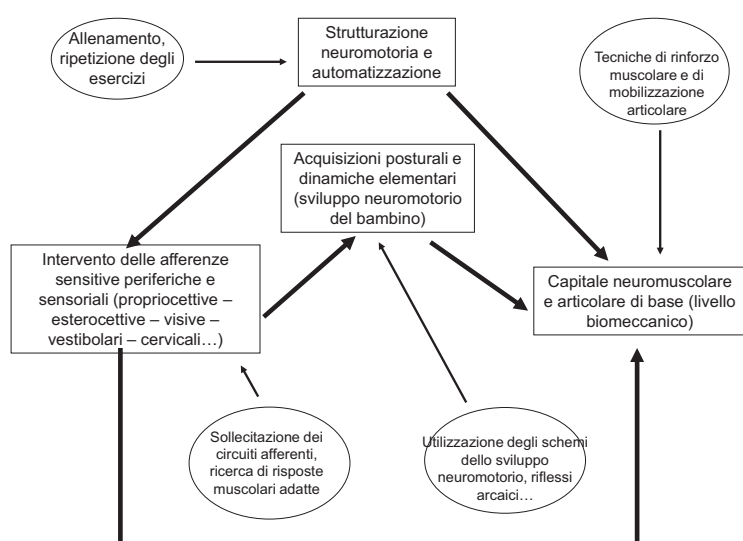 Allenamento,
ripetizione degli
esercizi
Strutturazione
neuromotoria e
automatizzazione
Tecniche di rinforzo
muscolare e di
mobilizzazione
articolare
Acquisizioni posturali e
dinamiche elementari
(sviluppo neuromotorio
del bambino)
Intervento delle afferenze
sensitive periferiche e
sensoriali (propriocettive –
esterocettive – visive –
vestibolari – cervicali…)
Capitale neuromuscolare
e articolare di base (livello
biomeccanico)
Sollecitazione dei
circuiti afferenti,
ricerca di risposte
muscolari adatte
Utilizzazione degli schemi
dello sviluppo
neuromotorio, riflessi
arcaici…